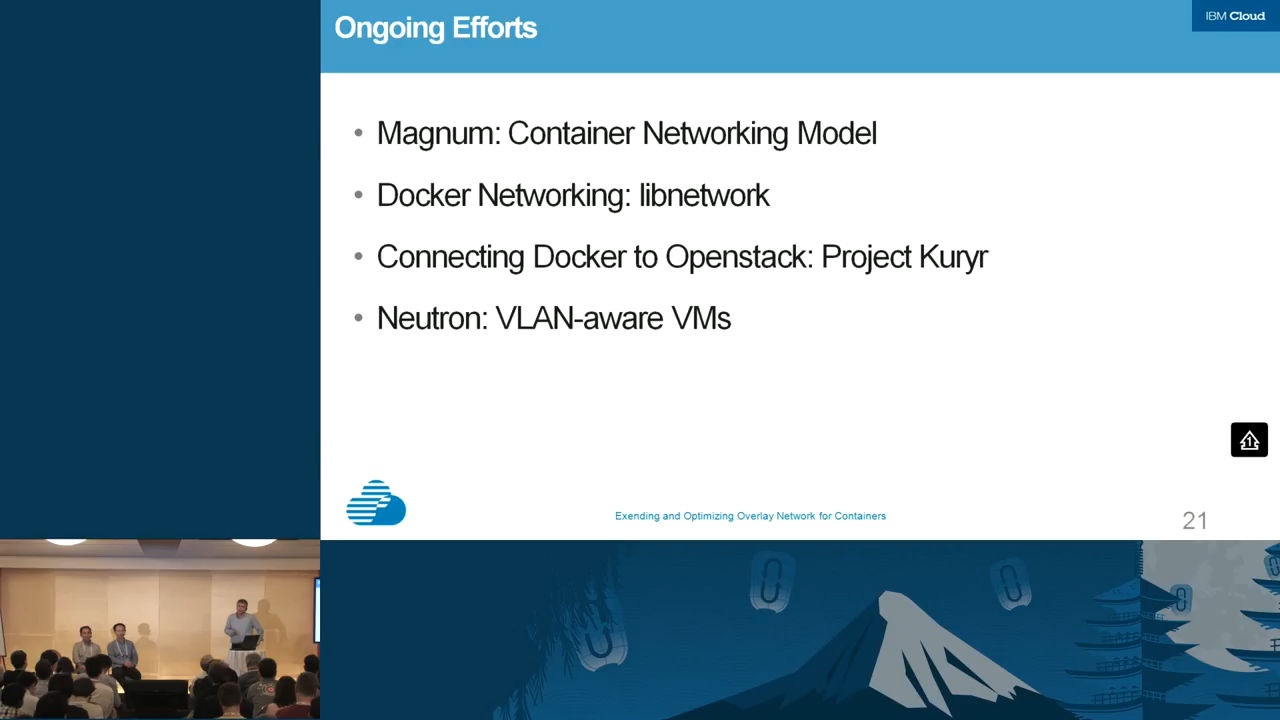 Ongoing Efforts
IBM Cloud
• Magnum: Container Networking Model
• Docker Networking: libnetwork
• Connecting Docker to Openstack: Project Kuryr
• Neutron: VLAN-aware VMs
Exending and Optimizing Overlay Network for Containers
21